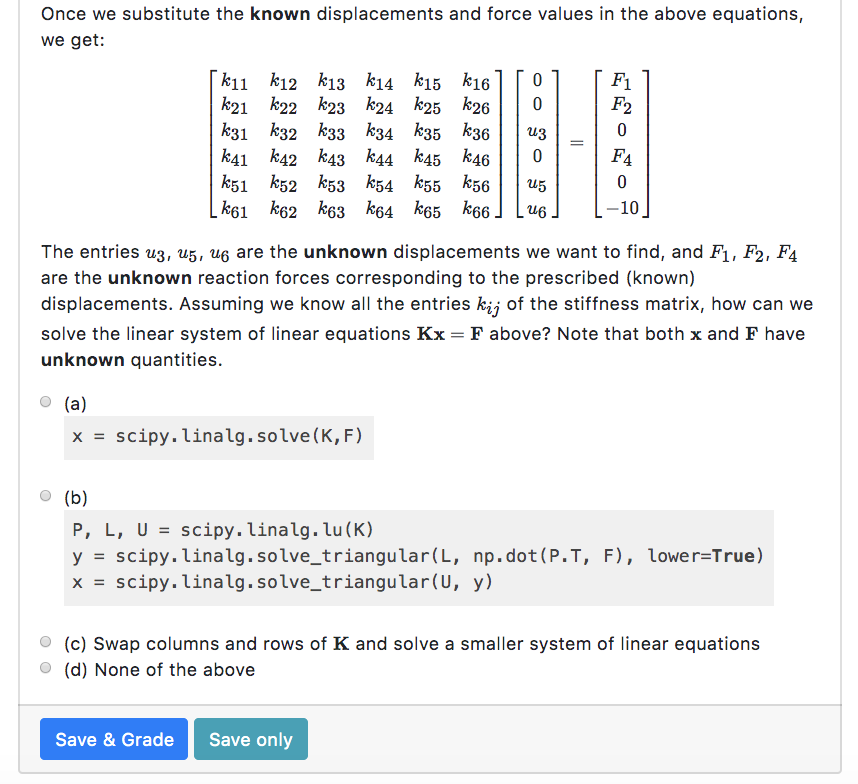 Once we substitute the known displacements and force values in the above equations,
we get:
[ k11 k12 k13 k14 k15 k16 ] [ 0 ] [ F1 ]
[ k21 k22 k23 k24 k25 k26 ] [ 0 ] [ F2 ]
[ k31 k32 k33 k34 k35 k36 ] [ u3 ] = [ 0 ]
[ k41 k42 k43 k44 k45 k46 ] [ 0 ] [ F4 ]
[ k51 k52 k53 k54 k55 k56 ] [ u5 ] [ 0 ]
[ k61 k62 k63 k64 k65 k66 ] [ u6 ] [ −10 ]
The entries u3, u5, u6 are the unknown displacements we want to find, and F1, F2, F4
are the unknown reaction forces corresponding to the prescribed (known)
displacements. Assuming we know all the entries kij of the stiffness matrix, how can we
solve the linear system of linear equations Kx = F above? Note that both x and F have
unknown quantities.
(a)
x = scipy.linalg.solve(K,F)
(b)
P, L, U = scipy.linalg.lu(K)
y = scipy.linalg.solve_triangular(L, np.dot(P.T, F), lower=True)
x = scipy.linalg.solve_triangular(U, y)
(c) Swap columns and rows of K and solve a smaller system of linear equations
(d) None of the above
Save & Grade Save only